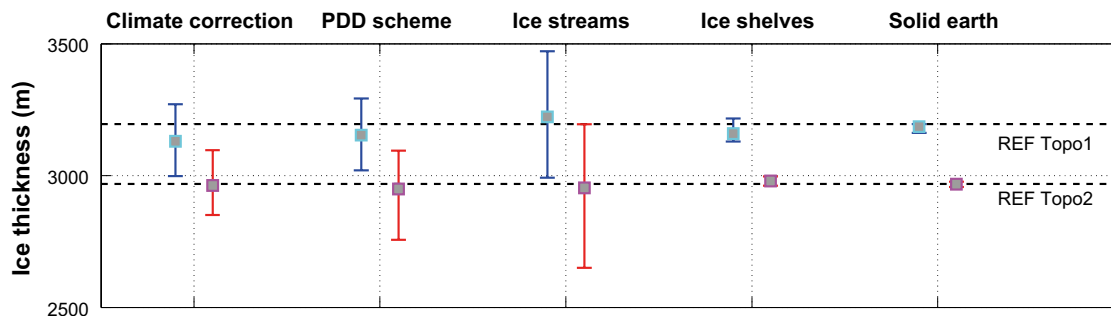 Climate correction PDD scheme Ice streams Ice shelves Solid earth
3500
REF Topo1
3000
REF Topo2
2500
Ice thickness (m)